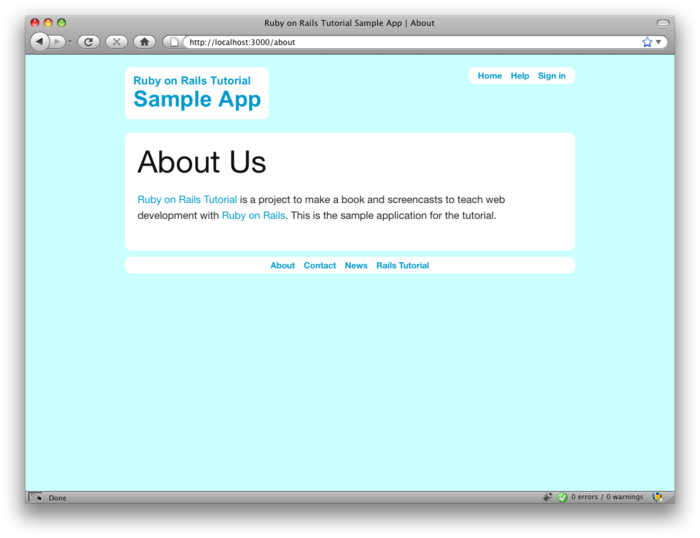 Ruby on Rails Tutorial Sample App | About
http://localhost:3000/about
Ruby on Rails Tutorial
Sample App
Home Help Sign in
About Us
Ruby on Rails Tutorial is a project to make a book and screencasts to teach web
development with Ruby on Rails. This is the sample application for the tutorial.
About Contact News Rails Tutorial
Done
0 errors / 0 warnings